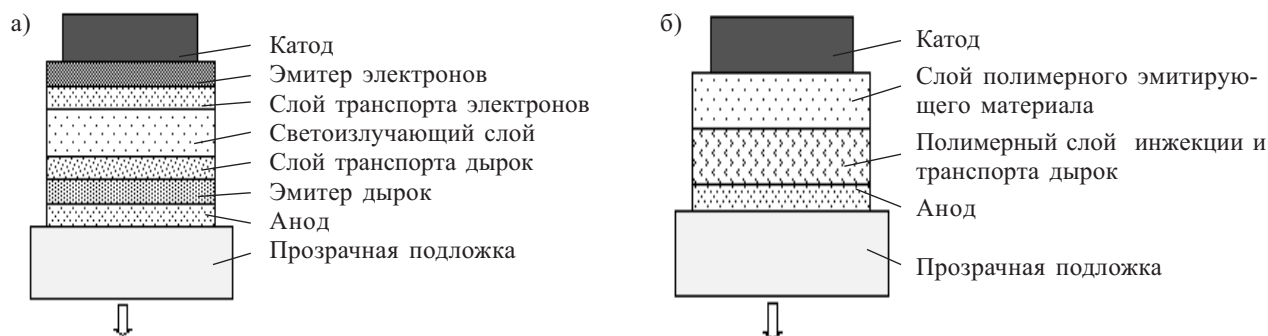 а)
Катод
Эмитер электронов
Слой транспорта электронов
Светоизлучающий слой
Слой транспорта дырок
Эмитер дырок
Анод
Прозрачная подложка
б)
Катод
Слой полимерного эмитирую-
щего материала
Полимерный слой инжекции и
транспорта дырок
Анод
Прозрачная подложка